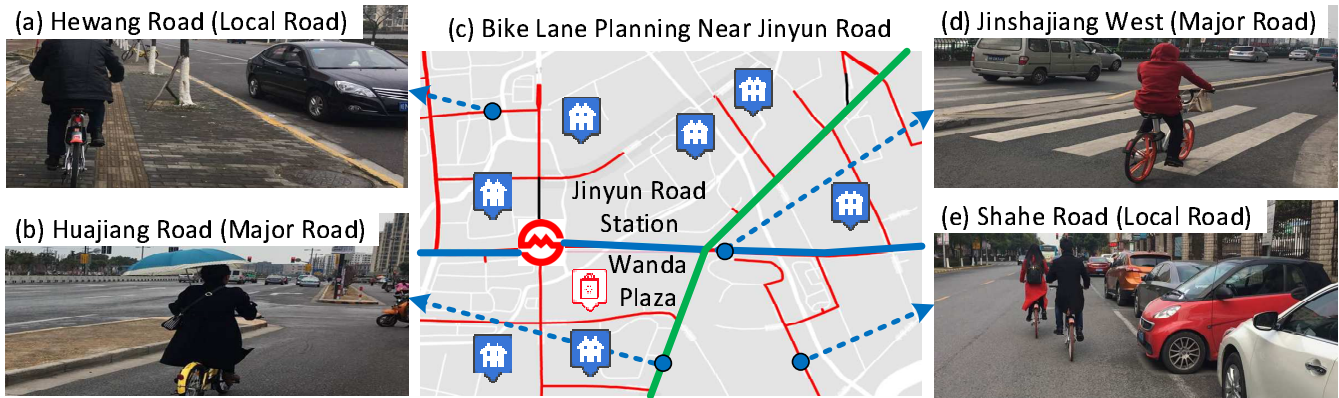 (a) Hewang Road (Local Road)
(b) Huajiang Road (Major Road)
(c) Bike Lane Planning Near Jinyun Road
Jinyun Road
Station
Wanda
Plaza
(d) Jinshajiang West (Major Road)
(e) Shahe Road (Local Road)